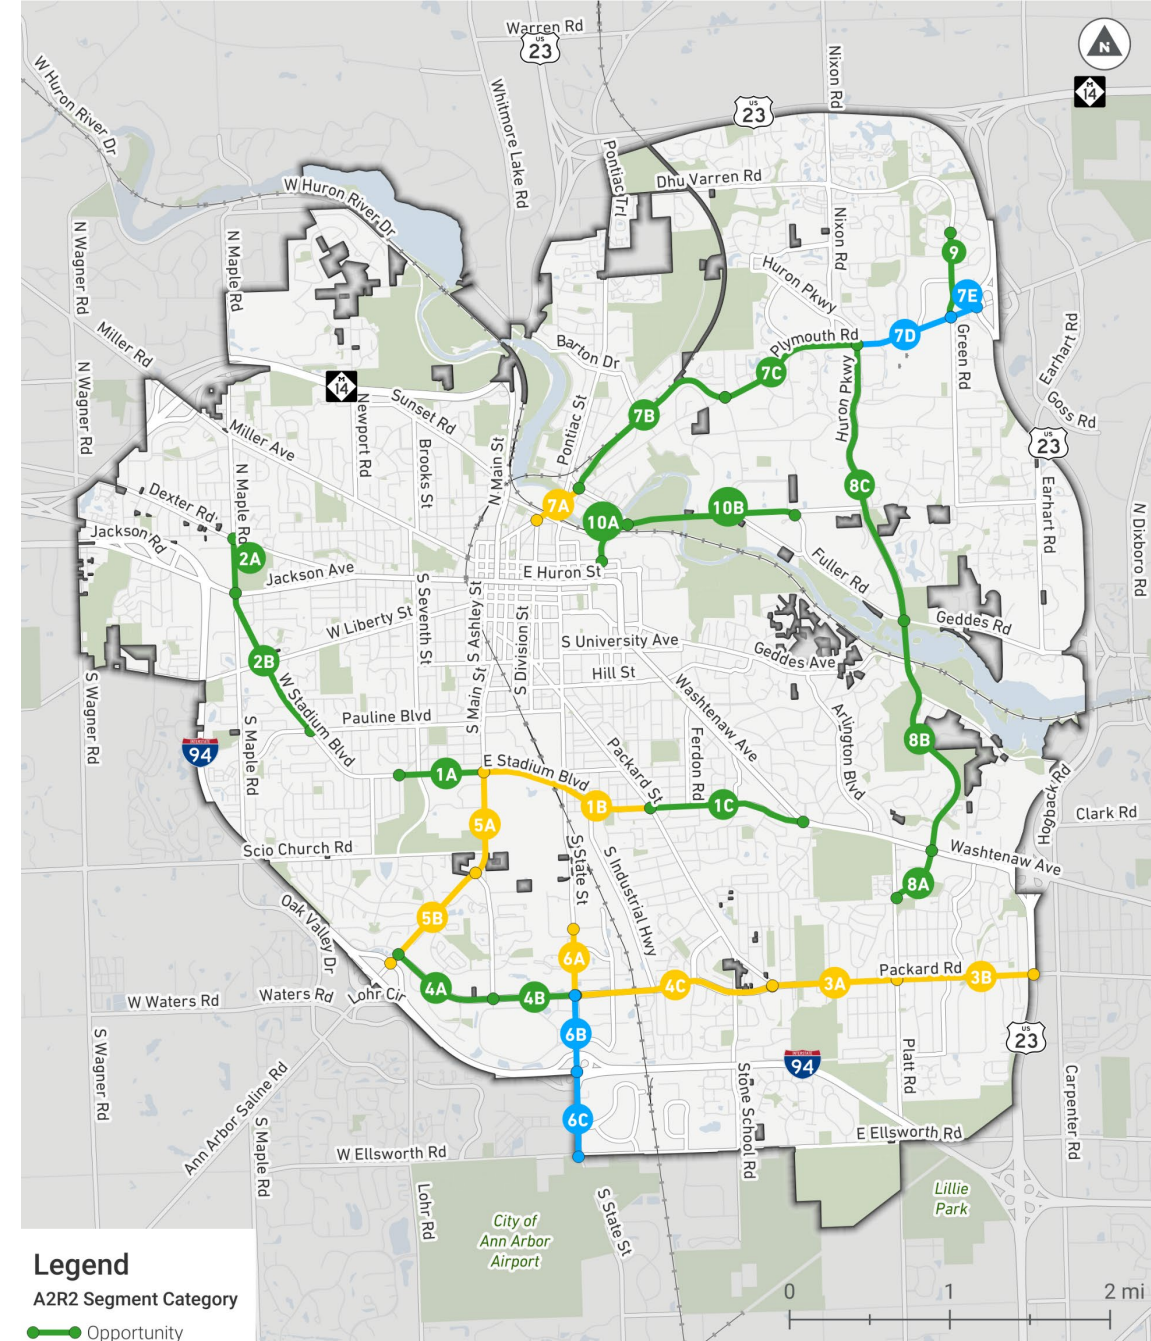 Warren Rd
US
23
N
M
14
W Huron River Dr
Whitmore Lake Rd
Nixon Rd
US
23
Pontiac Trl
Dhu Varren Rd
W Huron River Dr
N Wagner Rd
N Maple Rd
Nixon Rd
9
Huron Pkwy
7E
Miller Rd
Barton Dr
Plymouth Rd
7D
Green Rd
Earhart Rd
7C
N Wagner Rd
M
14
Newport Rd
Sunset Rd
Pontiac St
7B
Huron Pkwy
Goss Rd
US
23
Miller Ave
Brooks St
N Main St
N Maple Rd
Dexter Rd
8C
Earhart Rd
7A
10A
10B
N Dixboro Rd
Jackson Rd
2A
Jackson Ave
E Huron St
Fuller Rd
S Seventh St
W Liberty St
S Ashley St
S Main St
S Division St
S University Ave
Geddes Rd
Geddes Ave
2B
Hill St
S Wagner Rd
W Stadium Blvd
Washtenaw Ave
Arlington Blvd
Pauline Blvd
94
S Maple Rd
Packard St
Ferdon Rd
8B
1A
E Stadium Blvd
1B
1C
Hogback Rd
Clark Rd
5A
Scio Church Rd
S State St
S Industrial Hwy
Washtenaw Ave
8A
Oak Valley Dr
5B
6A
W Waters Rd
Waters Rd
Lohr Cir
4A
4B
4C
3A
Packard Rd
3B
6B
US
23
S Wagner Rd
94
Platt Rd
Stone School Rd
Carpenter Rd
Ann Arbor Saline Rd
S Maple Rd
6C
W Ellsworth Rd
E Ellsworth Rd
Lohr Rd
S State St
City of
Ann Arbor
Airport
Lillie
Park
Legend
A2R2 Segment Category
Opportunity
0 1 2 mi